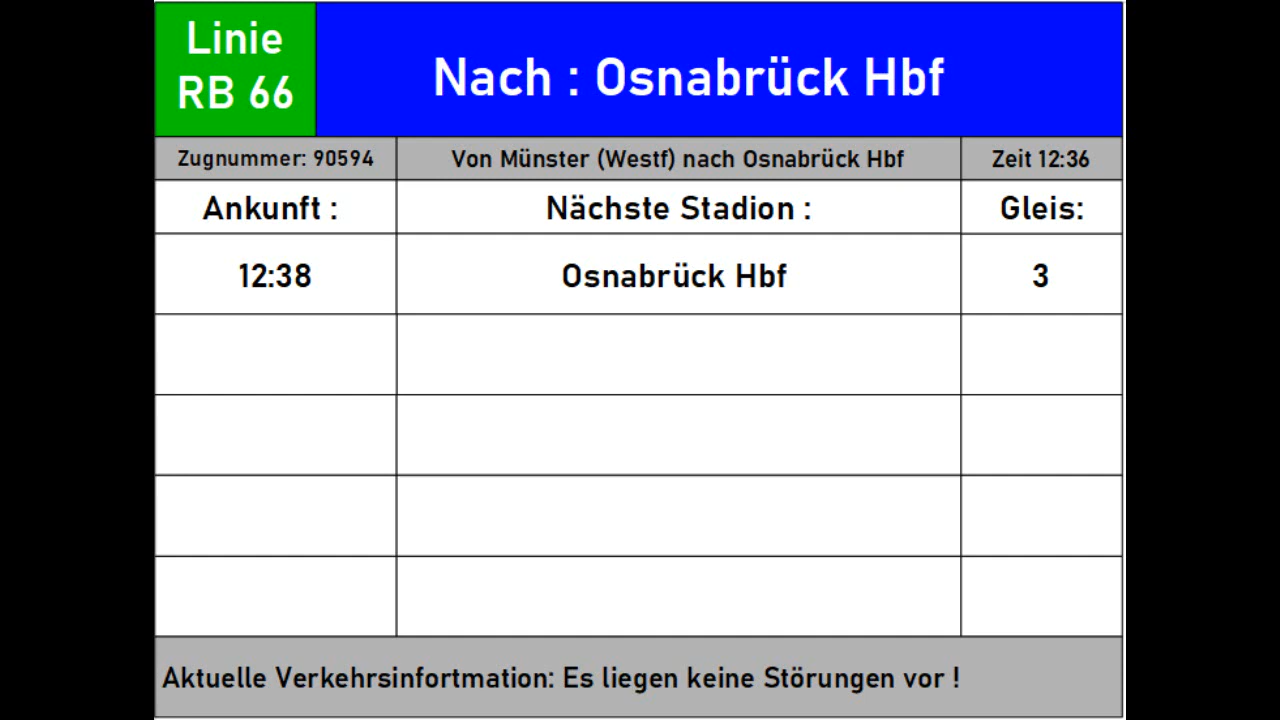 Linie
RB 66
Nach : Osnabrück Hbf
Zugnummer: 90594
Von Münster (Westf) nach Osnabrück Hbf
Zeit 12:36
Ankunft :
Nächste Stadion :
Gleis:
12:38
Osnabrück Hbf
3
Aktuelle Verkehrsinfortmation: Es liegen keine Störungen vor !